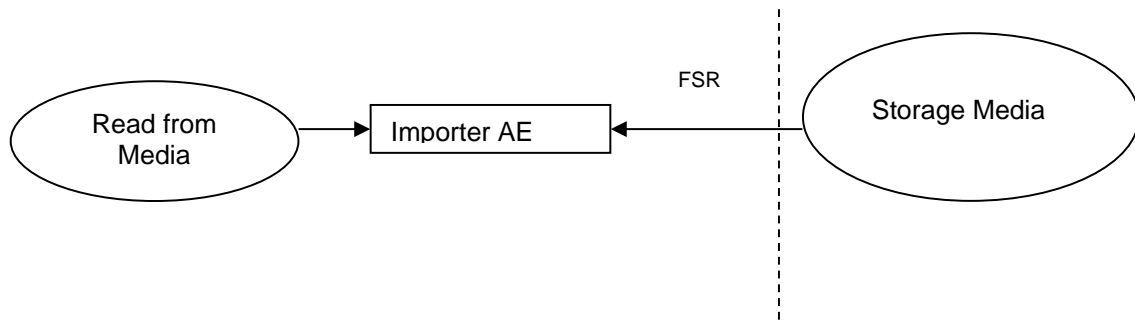 Read from
Media
Importer AE
FSR
Storage Media